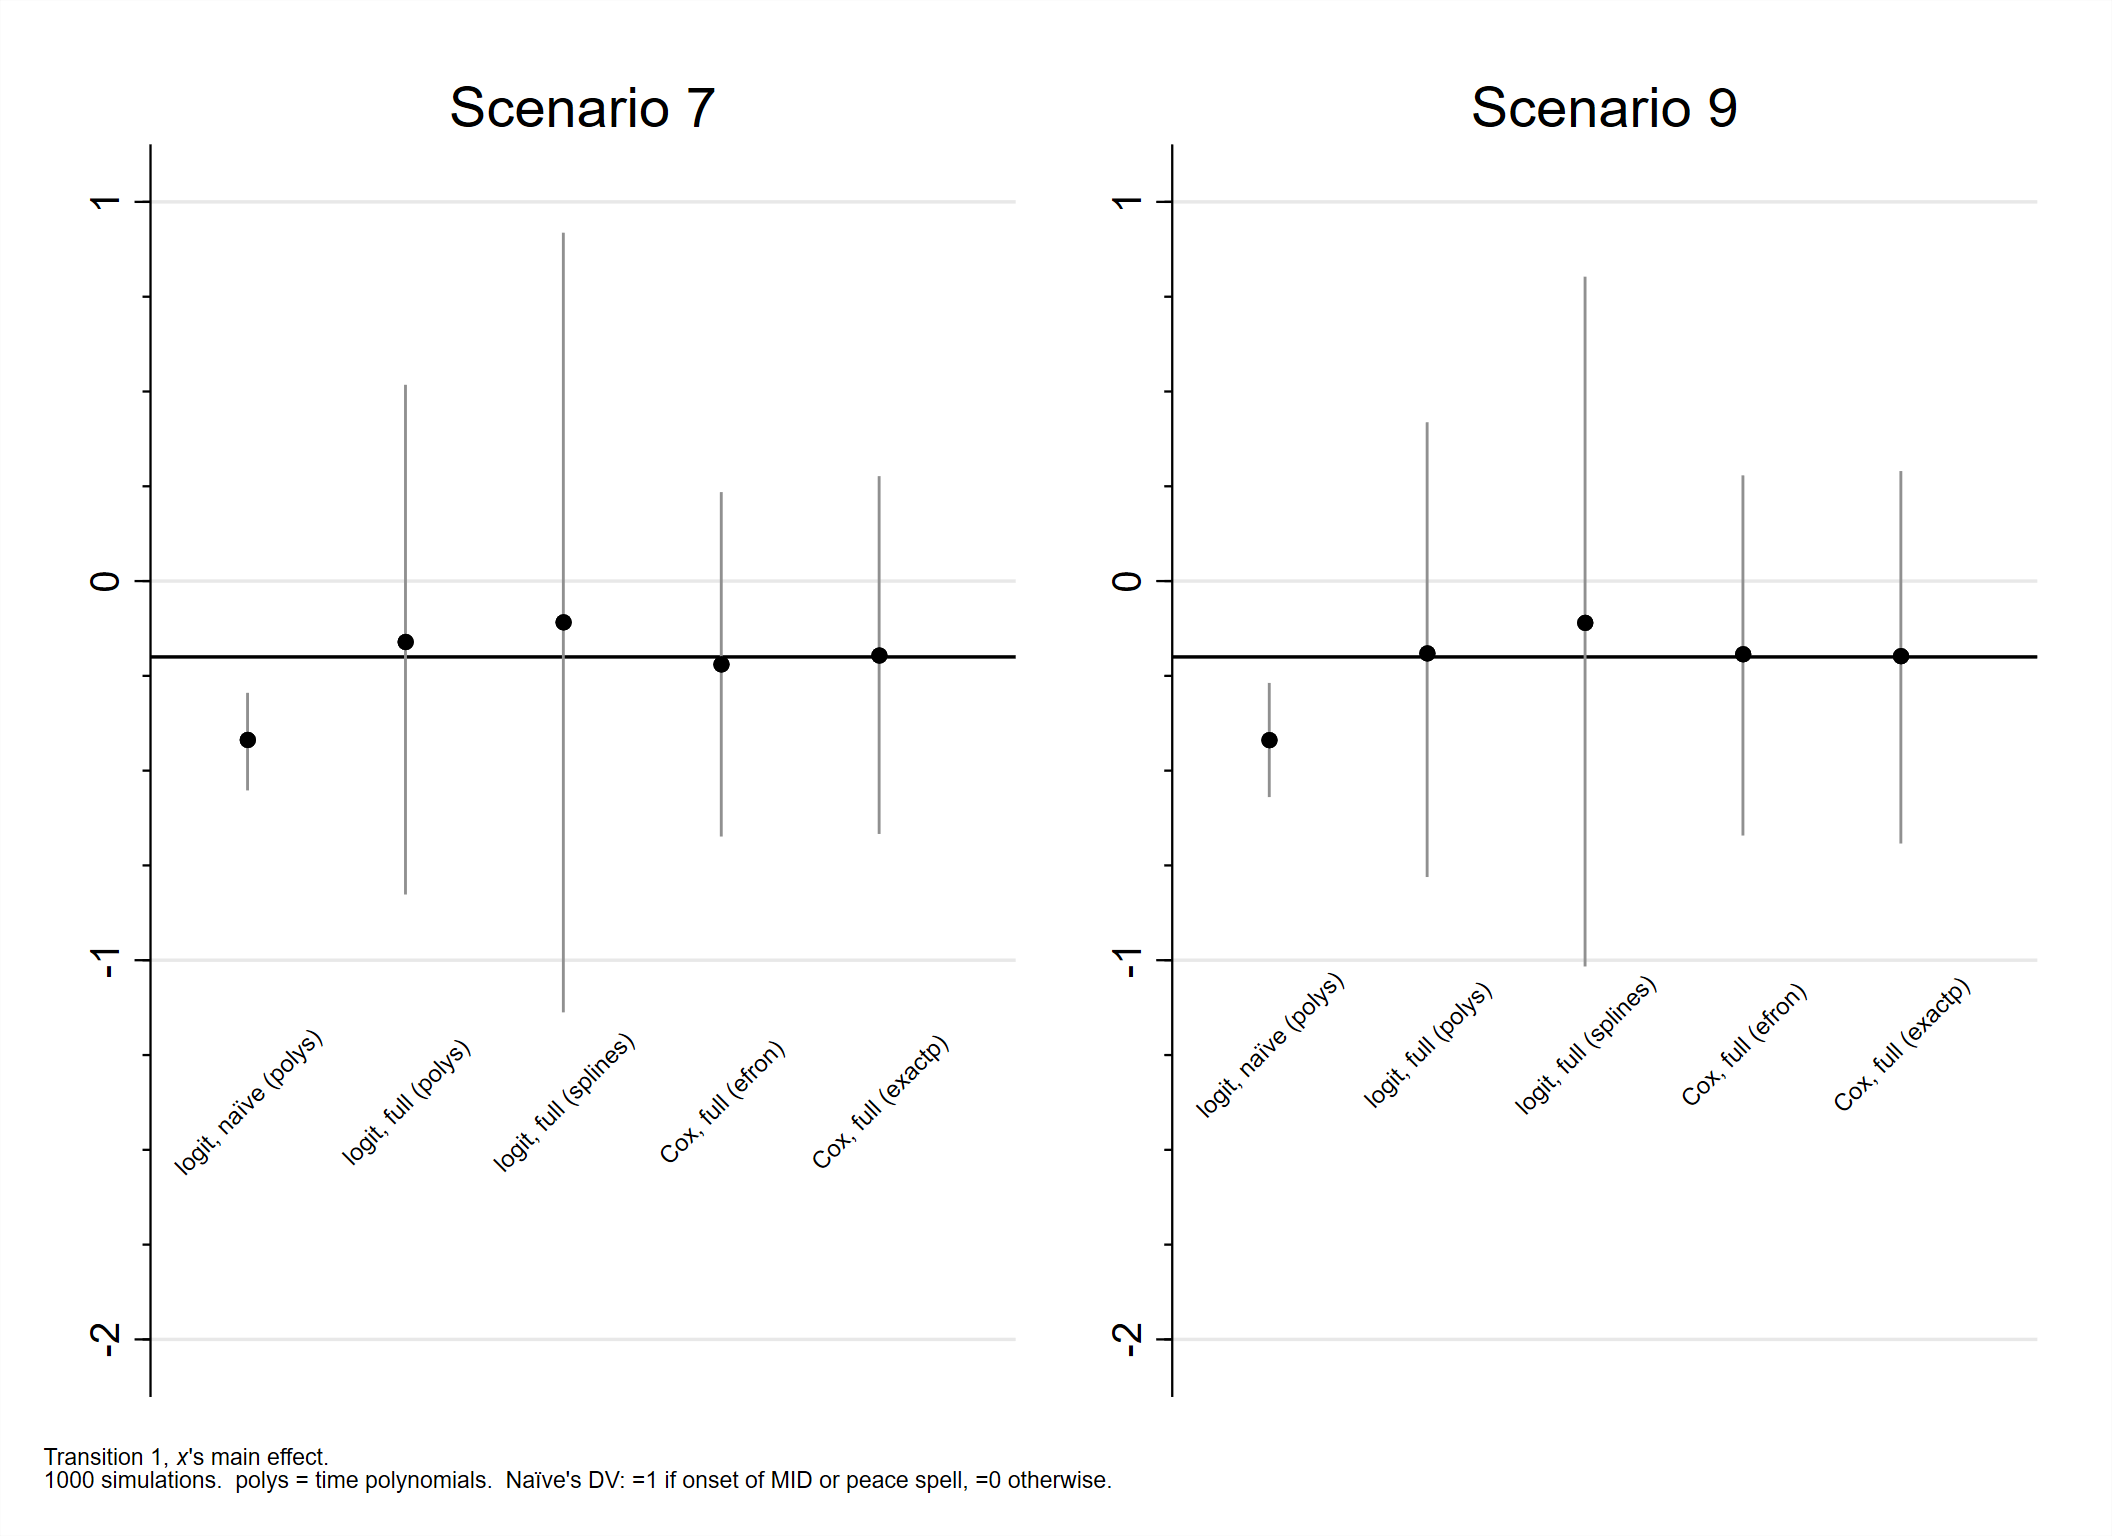 Scenario 7
1
0
-1
-2
logit, naïve (polys)
logit, full (polys)
logit, full (splines)
Cox, full (efron)
Cox, full (exactp)
Scenario 9
1
0
-1
-2
logit, naïve (polys)
logit, full (polys)
logit, full (splines)
Cox, full (efron)
Cox, full (exactp)
Transition 1, x's main effect.
1000 simulations.  polys = time polynomials.  Naïve's DV: =1 if onset of MID or peace spell, =0 otherwise.